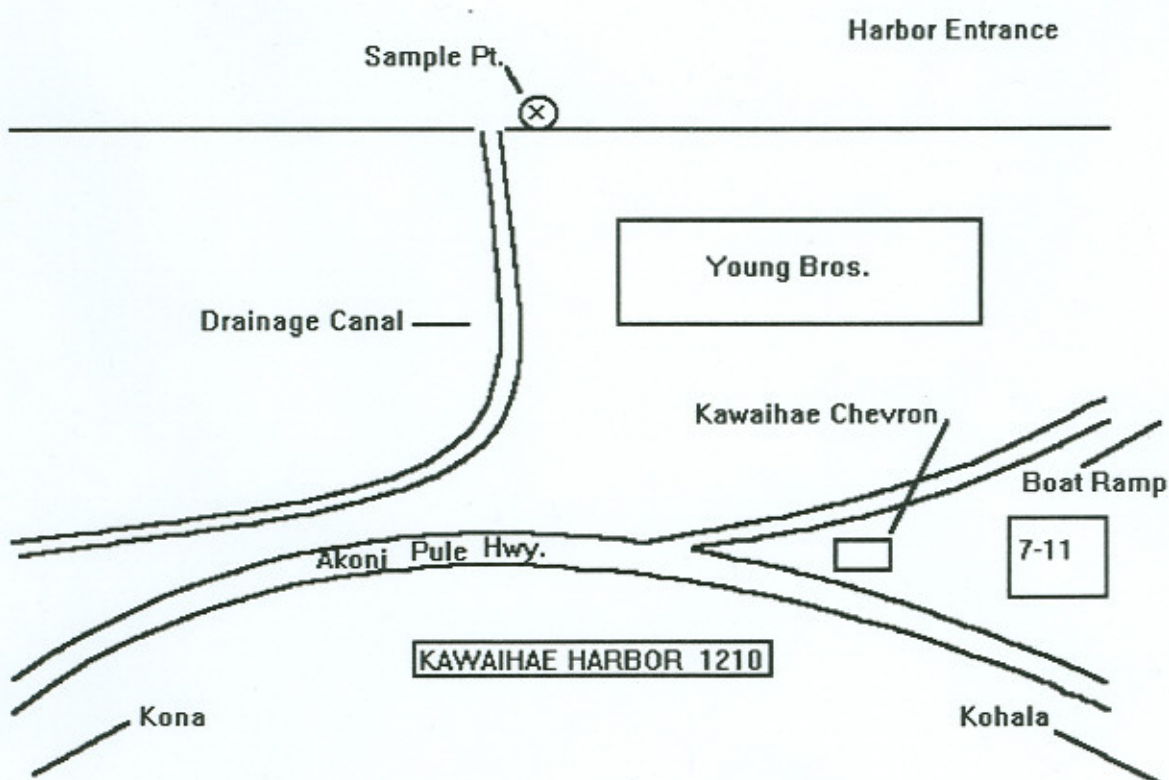 Harbor Entrance
Sample Pt.
Young Bros.
Drainage Canal
Kawaihae Chevron
Boat Ramp
7-11
Akoni Pule Hwy.
KAWAIHAE HARBOR 1210
Kona
Kohala